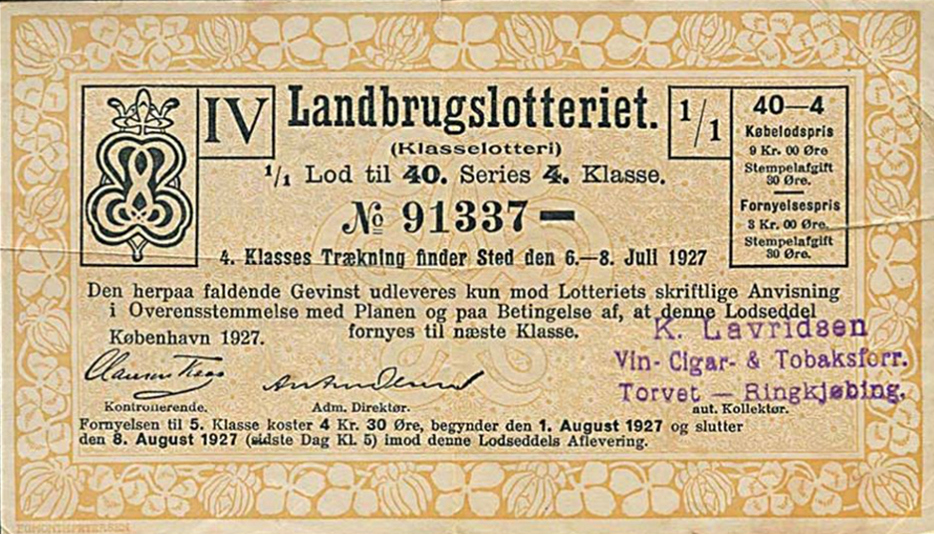 IV
Landbrugslotteriet.
(Klasselotteri)
1/1 Lod til 40. Series 4. Klasse.
№ 91337
4. Klasses Trækning finder Sted den 6.—8. Juli 1927
1/1
40—4
Købelodspris
9 Kr. 00 Øre
Stempelafgift
30 Øre.
Fornyelsespris
3 Kr. 00 Øre
Stempelafgift
30 Øre.
Den herpaa faldende Gevinst udleveres kun mod Lotteriets skriftlige Anvisning
i Overensstemmelse med Planen og paa Betingelse af, at denne Lodseddel
København 1927. fornyes til næste Klasse.
K. Lavridsen
Vin- Cigar- & Tobaksforr.
Torvet — Ringkjøbing.
Kontrollerende. Adm. Direktør. aut. Kollektør.
Fornyelsen til 5. Klasse koster 4 Kr. 30 Øre, begynder den 1. August 1927 og slutter
den 8. August 1927 (sidste Dag Kl. 5) imod denne Lodseddels Aflevering.
EGMONT H. PETERSEN